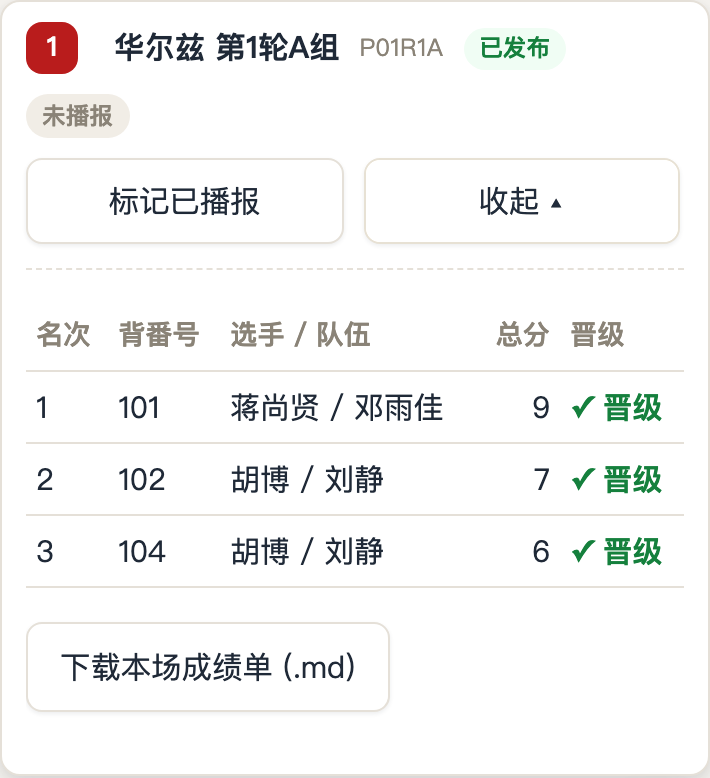 1 华尔兹 第1轮A组 P01R1A 已发布
未播报
标记已播报 收起 ▲
名次 背番号 选手 / 队伍 总分 晋级
1 101 蒋尚贤 / 邓雨佳 9 ✓ 晋级
2 102 胡博 / 刘静 7 ✓ 晋级
3 104 胡博 / 刘静 6 ✓ 晋级
下载本场成绩单 (.md)